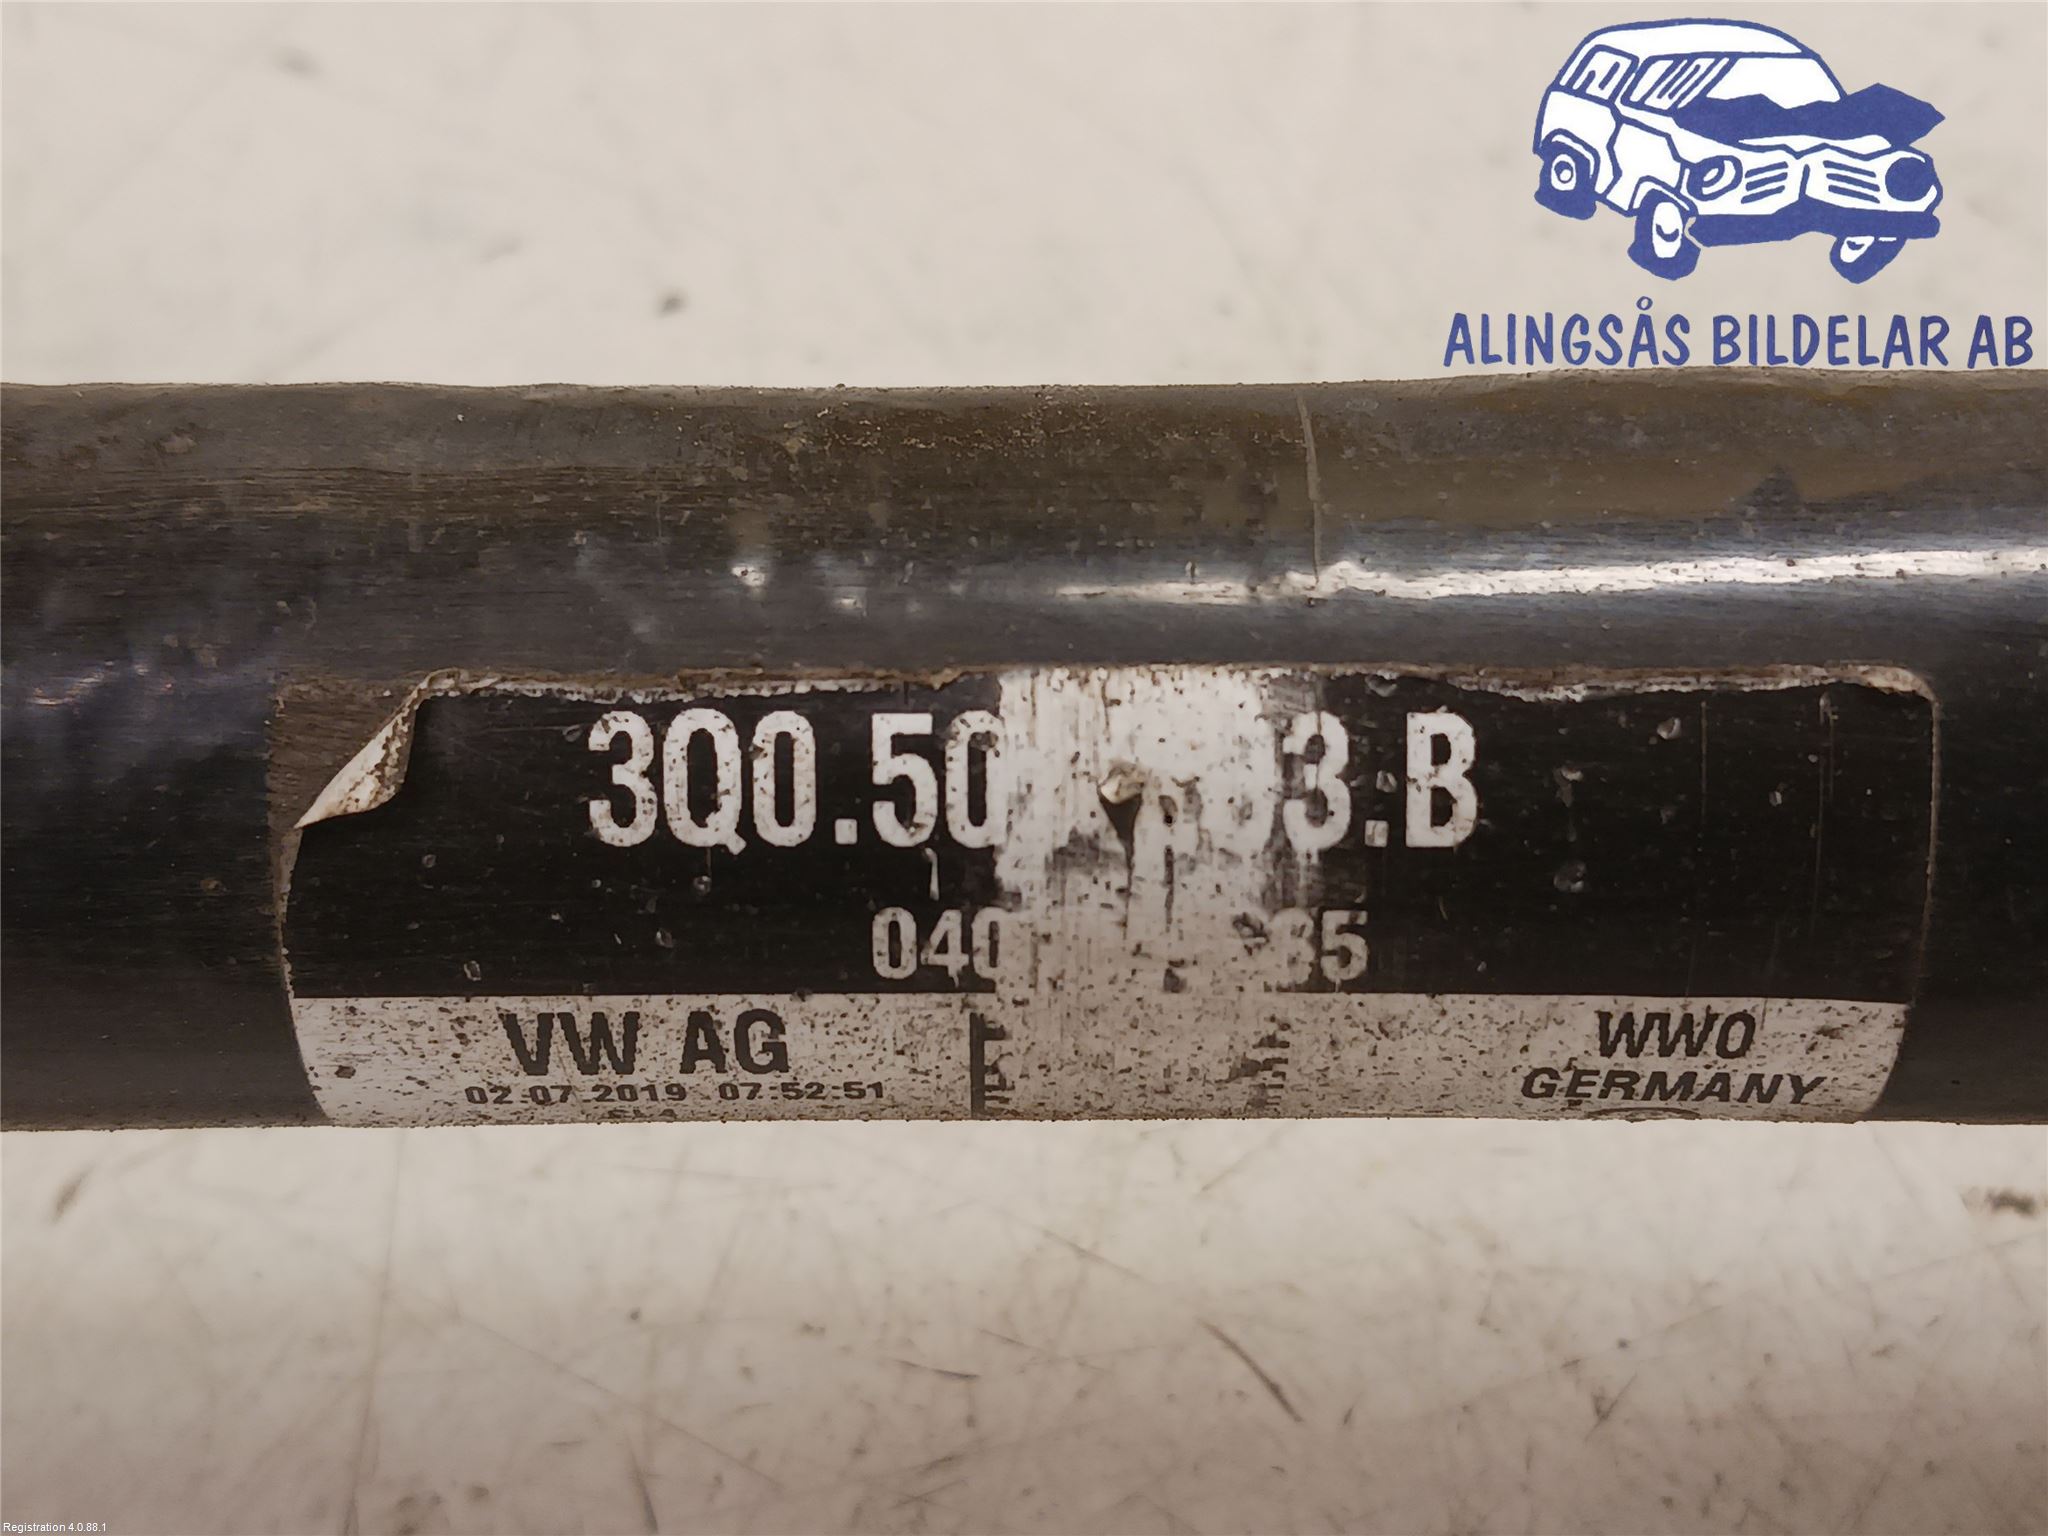 ALINGSÅS BILDELAR AB
3Q0.50 3.B
040 35
VW AG
WWO
02.07.2019 07:52:51
GERMANY
Registration 4.0.88.1